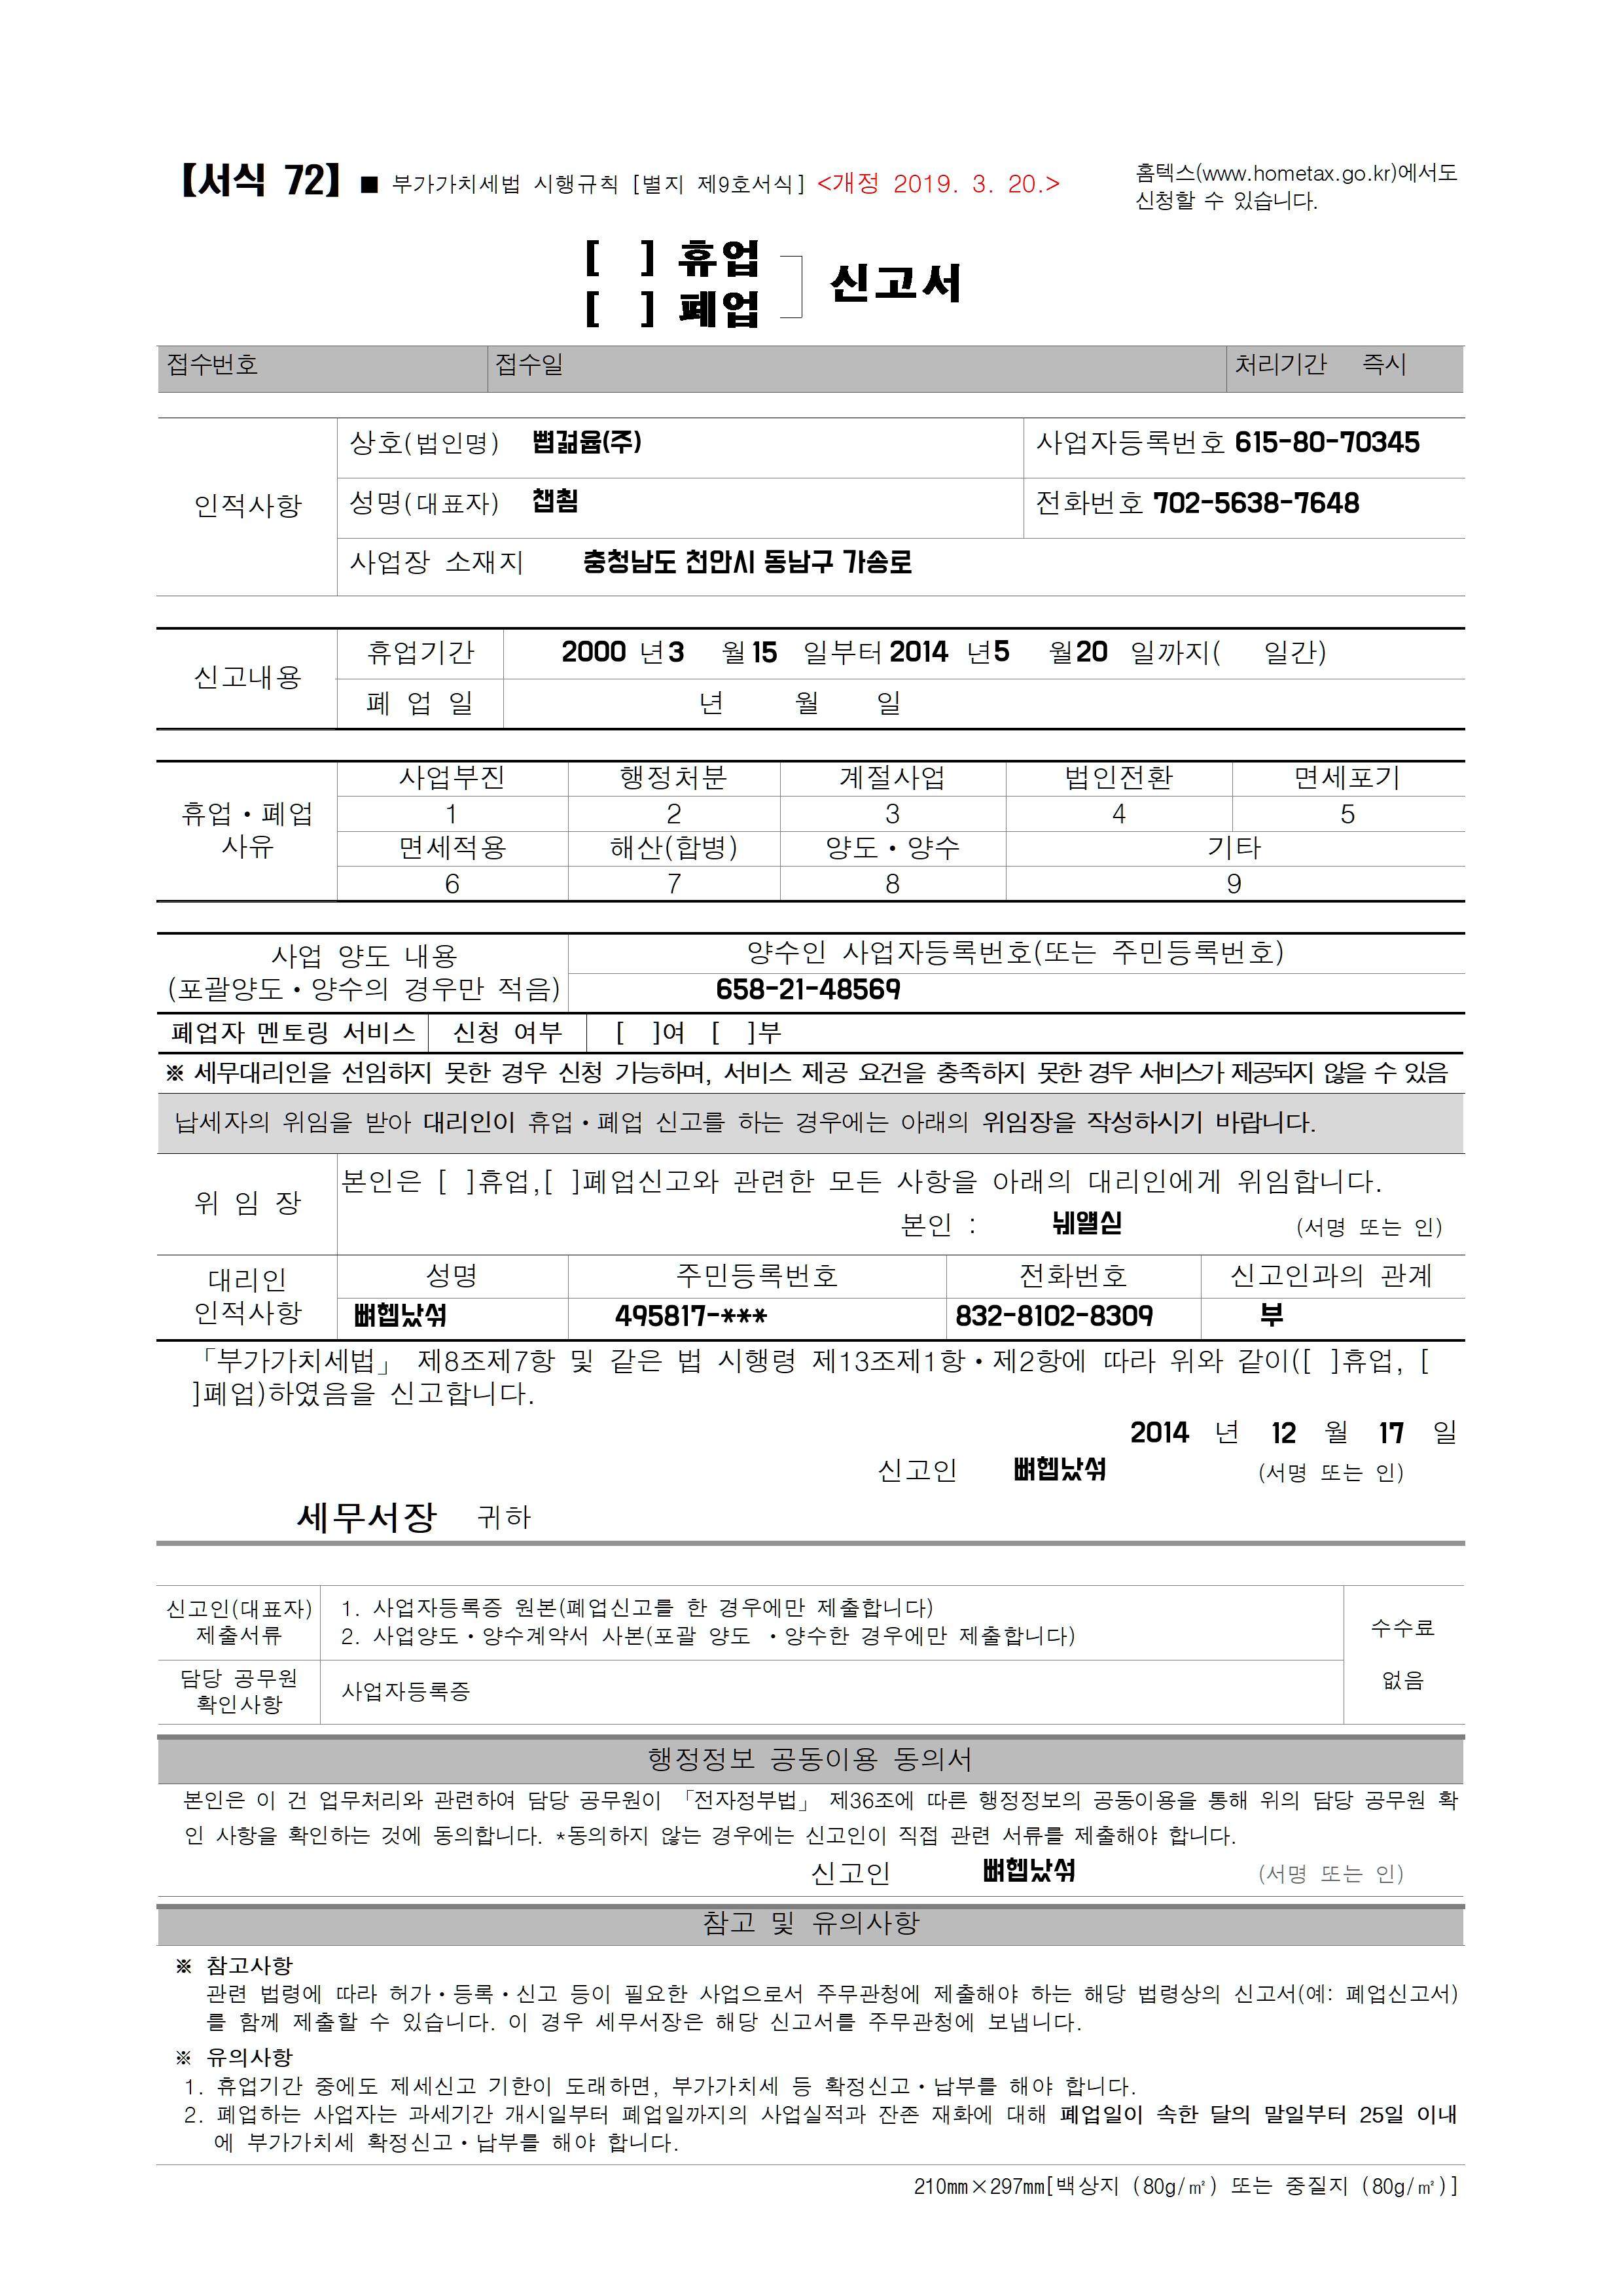 【서식 72】 ■ 부가가치세법 시행규칙 [별지 제9호서식] <개정 2019. 3. 20.>
홈텍스(www.hometax.go.kr)에서도
신청할 수 있습니다.
[ ] 휴업
[ ] 폐업
신고서
접수번호 접수일 처리기간 즉시
인적사항
상호(법인명) 뻡겖윰(주) 사업자등록번호 615-80-70345
성명(대표자) 챕쵬 전화번호 702-5638-7648
사업장 소재지 충청남도 천안시 동남구 가송로
신고내용
휴업기간 2000 년 3 월 15 일부터 2014 년 5 월 20 일까지( 일간)
폐 업 일 년 월 일
휴업·폐업
사유
사업부진 행정처분 계절사업 법인전환 면세포기
1 2 3 4 5
면세적용 해산(합병) 양도·양수 기타
6 7 8 9
사업 양도 내용
(포괄양도·양수의 경우만 적음)
양수인 사업자등록번호(또는 주민등록번호)
658-21-48569
폐업자 멘토링 서비스 신청 여부 [ ]여 [ ]부
※ 세무대리인을 선임하지 못한 경우 신청 가능하며, 서비스 제공 요건을 충족하지 못한 경우 서비스가 제공되지 않을 수 있음
납세자의 위임을 받아 대리인이 휴업·폐업 신고를 하는 경우에는 아래의 위임장을 작성하시기 바랍니다.
위 임 장
본인은 [ ]휴업,[ ]폐업신고와 관련한 모든 사항을 아래의 대리인에게 위임합니다.
본인 : 눼얠싣 (서명 또는 인)
대리인
인적사항
성명 주민등록번호 전화번호 신고인과의 관계
뼈헵났섞 495817-*** 832-8102-8309 부
「부가가치세법」 제8조제7항 및 같은 법 시행령 제13조제1항·제2항에 따라 위와 같이([ ]휴업, [
]폐업)하였음을 신고합니다.
2014 년 12 월 17 일
신고인 뼈헵났섞 (서명 또는 인)
세무서장 귀하
신고인(대표자)
제출서류
1. 사업자등록증 원본(폐업신고를 한 경우에만 제출합니다)
2. 사업양도·양수계약서 사본(포괄 양도 ·양수한 경우에만 제출합니다)
수수료
없음
담당 공무원
확인사항
사업자등록증
행정정보 공동이용 동의서
본인은 이 건 업무처리와 관련하여 담당 공무원이 「전자정부법」 제36조에 따른 행정정보의 공동이용을 통해 위의 담당 공무원 확
인 사항을 확인하는 것에 동의합니다. *동의하지 않는 경우에는 신고인이 직접 관련 서류를 제출해야 합니다.
신고인 뼈헵났섞 (서명 또는 인)
참고 및 유의사항
※ 참고사항
관련 법령에 따라 허가·등록·신고 등이 필요한 사업으로서 주무관청에 제출해야 하는 해당 법령상의 신고서(예: 폐업신고서)
를 함께 제출할 수 있습니다. 이 경우 세무서장은 해당 신고서를 주무관청에 보냅니다.
※ 유의사항
1. 휴업기간 중에도 제세신고 기한이 도래하면, 부가가치세 등 확정신고·납부를 해야 합니다.
2. 폐업하는 사업자는 과세기간 개시일부터 폐업일까지의 사업실적과 잔존 재화에 대해 폐업일이 속한 달의 말일부터 25일 이내
에 부가가치세 확정신고·납부를 해야 합니다.
210mm×297mm[백상지 (80g/㎡) 또는 중질지 (80g/㎡)]